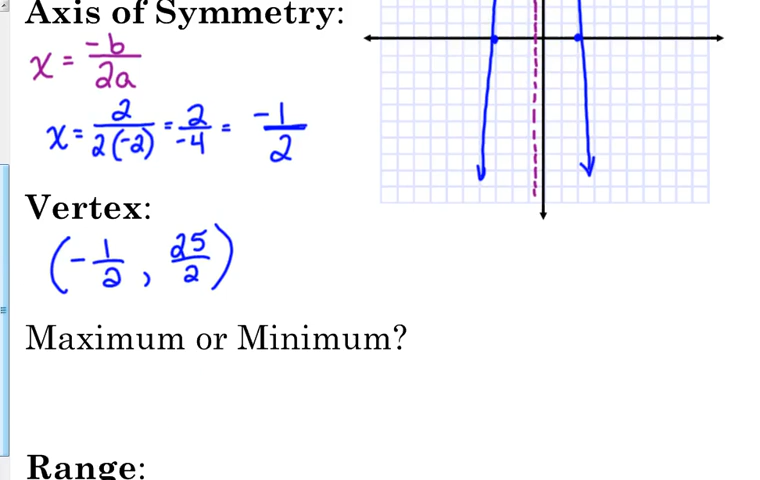 Axis of Symmetry:
x = -b/2a
x = 2/2(-2) = 2/-4 = -1/2
Vertex:
(-1/2, 25/2)
Maximum or Minimum?
Range: